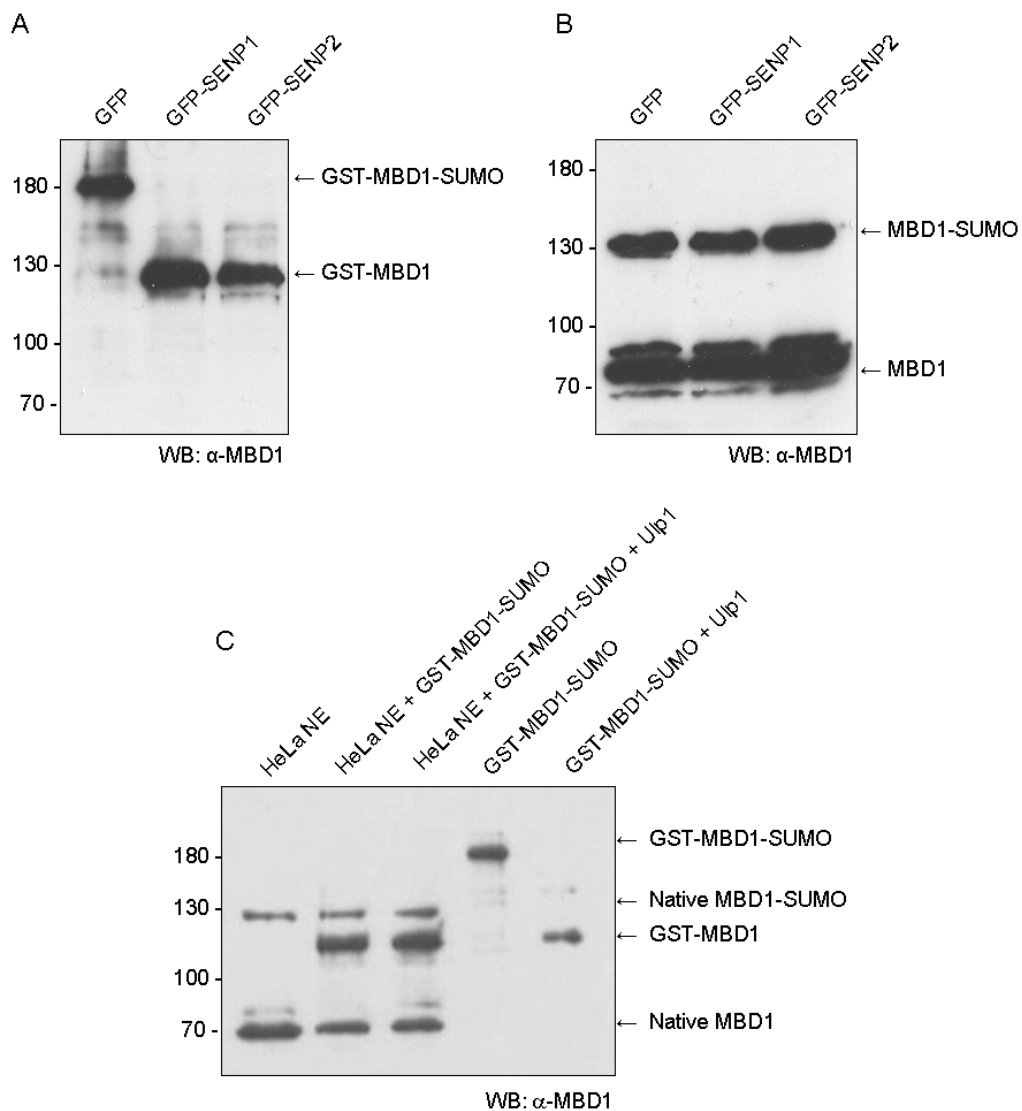 A
GFP
GFP-SENP1
GFP-SENP2
180 -
130 -
100 -
70 -
← GST-MBD1-SUMO
← GST-MBD1
WB: α-MBD1
B
GFP
GFP-SENP1
GFP-SENP2
180 -
130 -
100 -
70 -
← MBD1-SUMO
← MBD1
WB: α-MBD1
C
HeLa NE
HeLa NE + GST-MBD1-SUMO
HeLa NE + GST-MBD1-SUMO + Ulp1
GST-MBD1-SUMO
GST-MBD1-SUMO + Ulp1
180 -
130 -
100 -
70 -
← GST-MBD1-SUMO
← Native MBD1-SUMO
← GST-MBD1
← Native MBD1
WB: α-MBD1